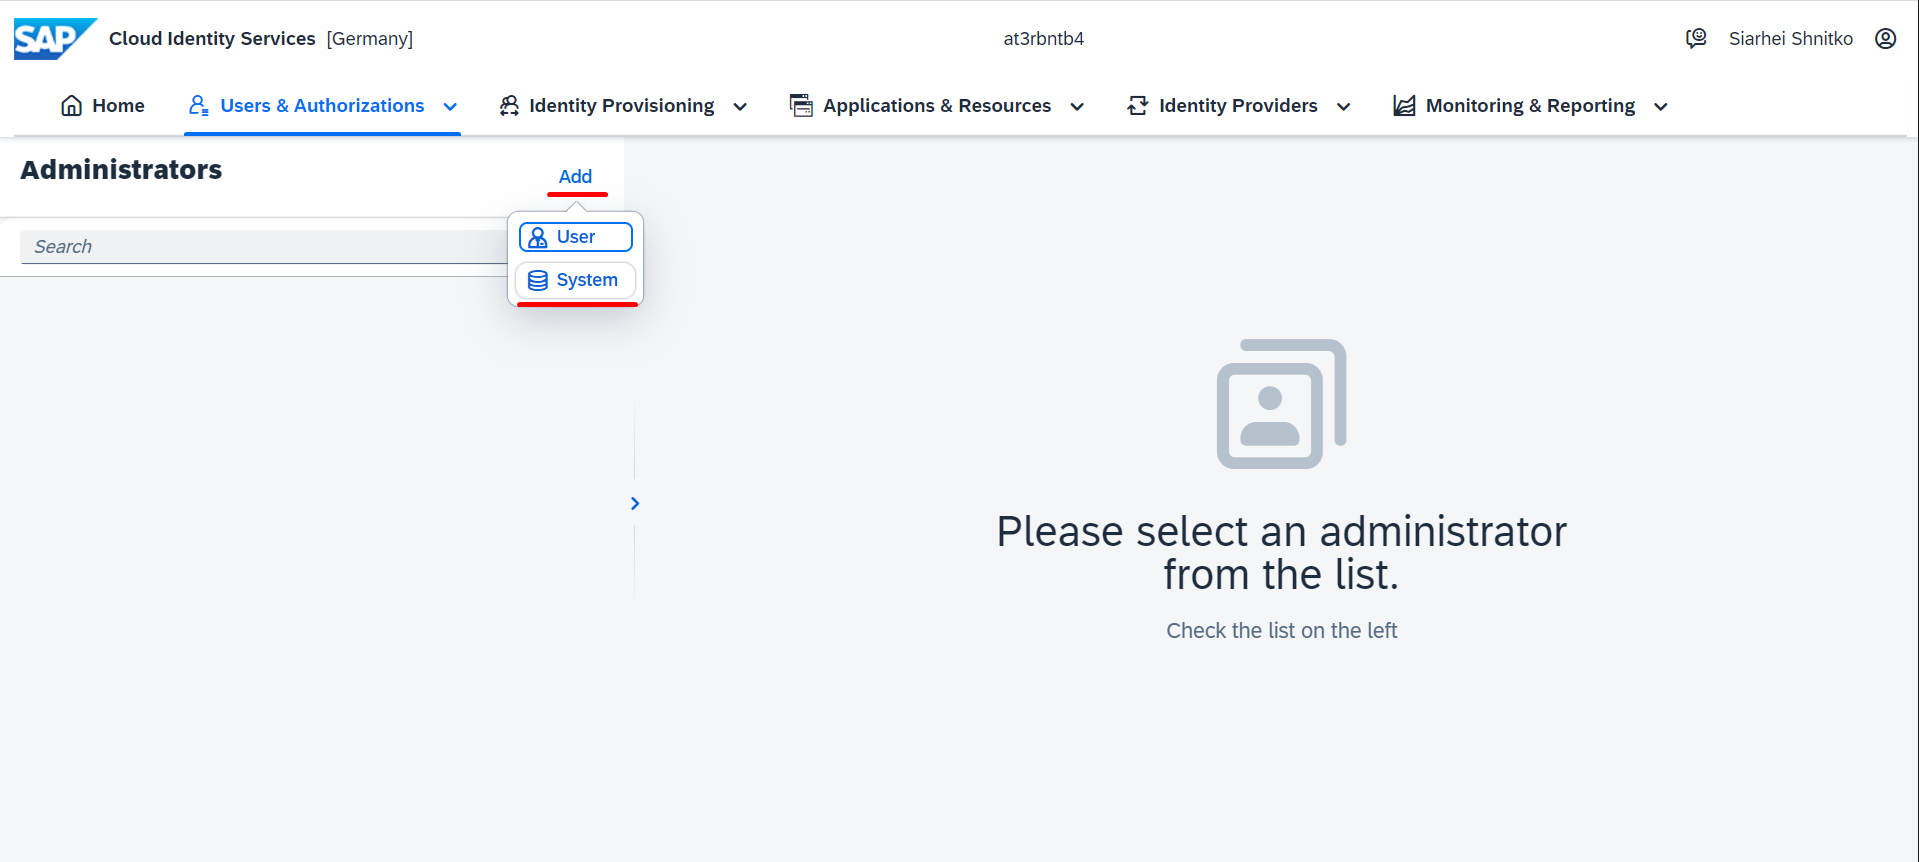 SAP Cloud Identity Services [Germany] at3rbntb4 Siarhei Shnitko
Home Users & Authorizations Identity Provisioning Applications & Resources Identity Providers Monitoring & Reporting
Administrators
Add
User
Search
System
Please select an administrator
from the list.
Check the list on the left